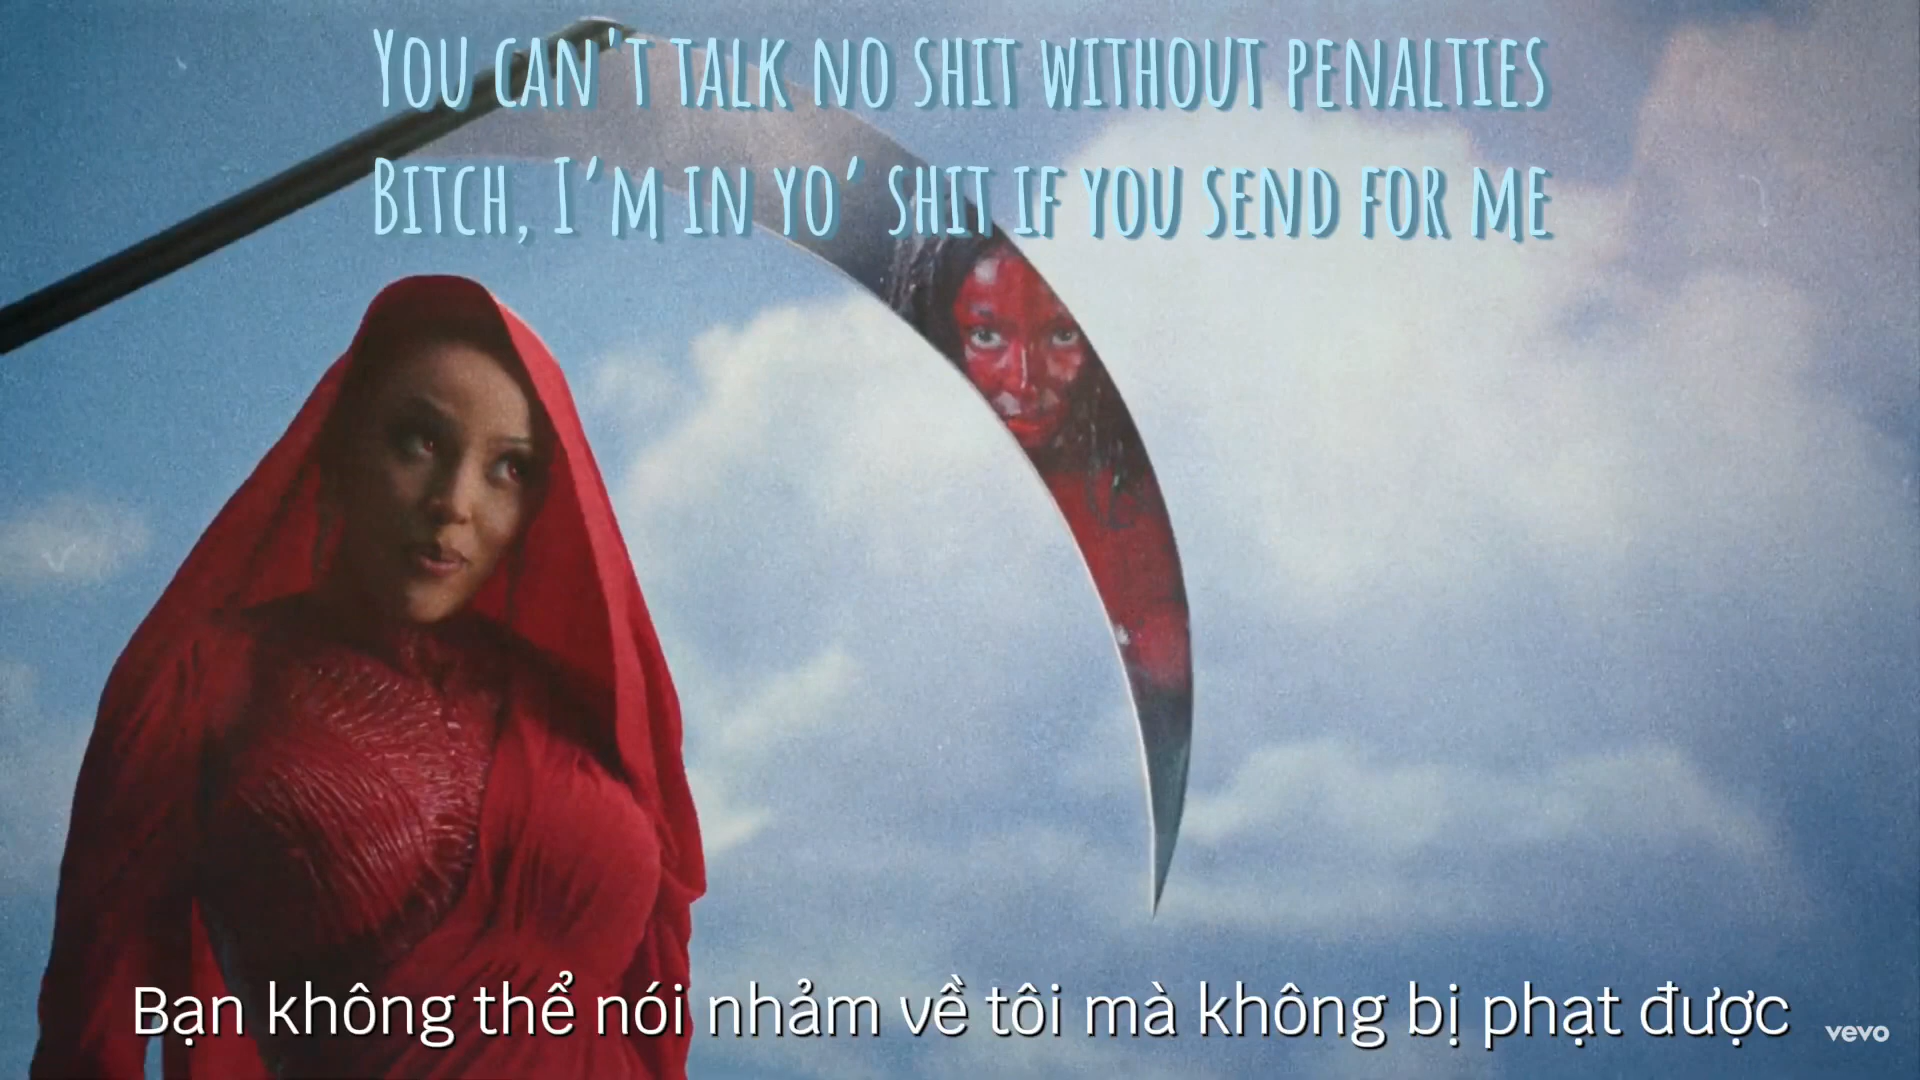 You can't talk no shit without penalties
Bitch, I’m in yo’ shit if you send for me
Bạn không thể nói nhảm về tôi mà không bị phạt được
vevo